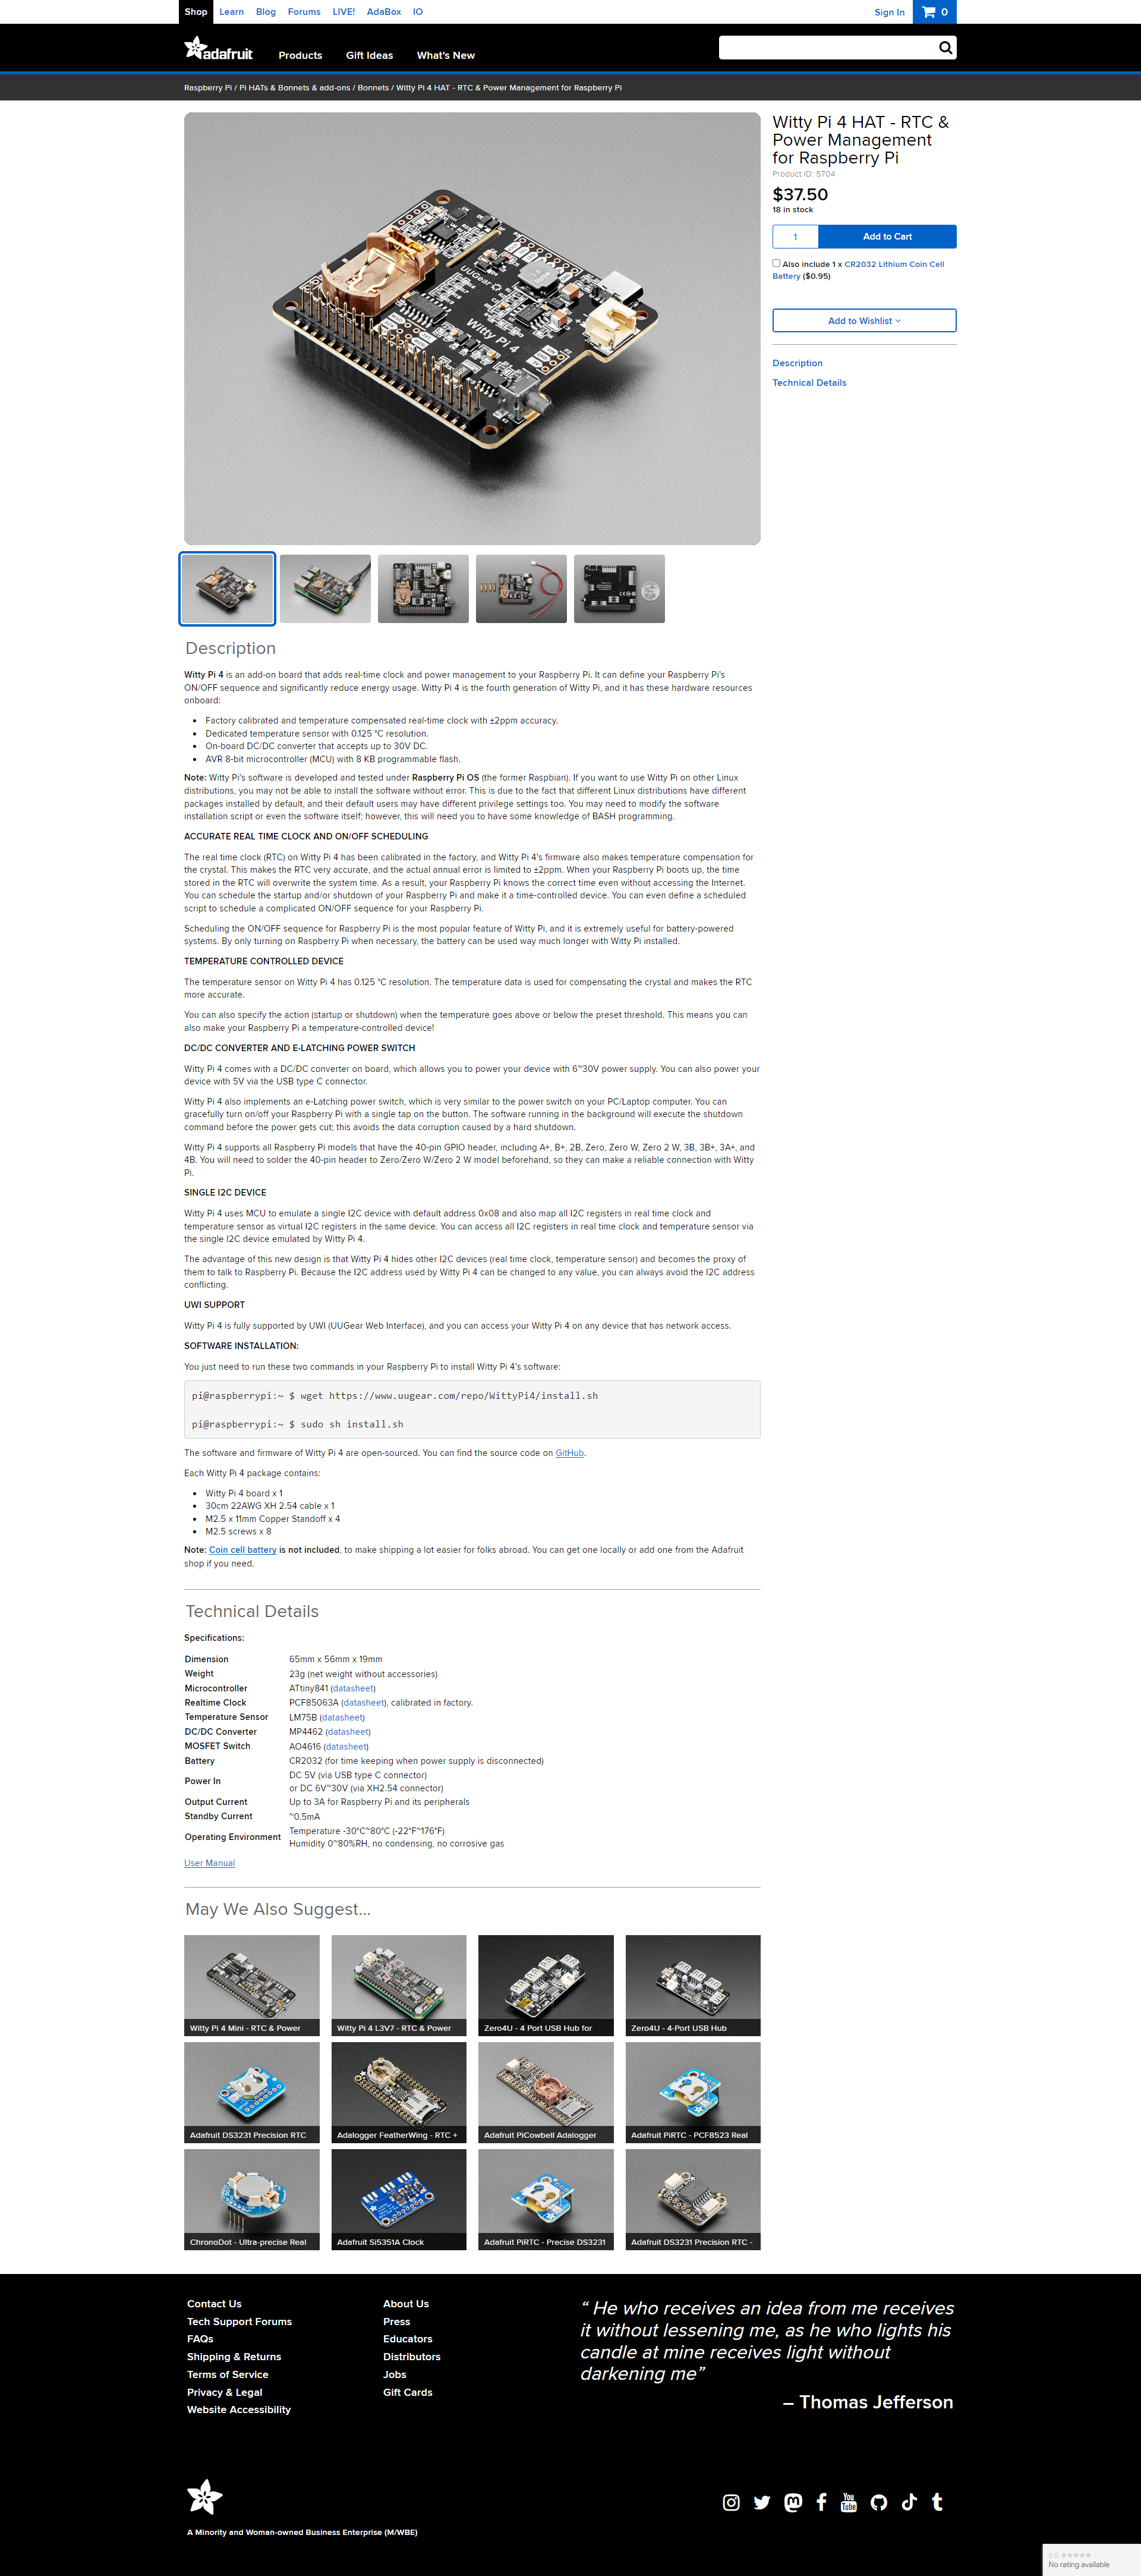 Shop Learn Blog Forums LIVE! AdaBox IO Sign In 0
adafruit Products Gift Ideas What's New
Raspberry Pi / Pi HATs & Bonnets & add-ons / Bonnets / Witty Pi 4 HAT - RTC & Power Management for Raspberry Pi
UUGear
Witty Pi 4
Witty Pi 4 HAT - RTC &
Power Management
for Raspberry Pi
Product ID: 5704
$37.50
18 in stock
1 Add to Cart
Also include 1 x CR2032 Lithium Coin Cell
Battery ($0.95)
Add to Wishlist
Description
Technical Details
Description
Witty Pi 4 is an add-on board that adds real-time clock and power management to your Raspberry Pi. It can define your Raspberry Pi's
ON/OFF sequence and significantly reduce energy usage. Witty Pi 4 is the fourth generation of Witty Pi, and it has these hardware resources
onboard:
• Factory calibrated and temperature compensated real-time clock with ±2ppm accuracy.
• Dedicated temperature sensor with 0.125 °C resolution.
• On-board DC/DC converter that accepts up to 30V DC.
• AVR 8-bit microcontroller (MCU) with 8 KB programmable flash.
Note: Witty Pi's software is developed and tested under Raspberry Pi OS (the former Raspbian). If you want to use Witty Pi on other Linux
distributions, you may not be able to install the software without error. This is due to the fact that different Linux distributions have different
packages installed by default, and their default users may have different privilege settings too. You may need to modify the software
installation script or even the software itself; however, this will need you to have some knowledge of BASH programming.
ACCURATE REAL TIME CLOCK AND ON/OFF SCHEDULING
The real time clock (RTC) on Witty Pi 4 has been calibrated in the factory, and Witty Pi 4's firmware also makes temperature compensation for
the crystal. This makes the RTC very accurate, and the actual annual error is limited to ±2ppm. When your Raspberry Pi boots up, the time
stored in the RTC will overwrite the system time. As a result, your Raspberry Pi knows the correct time even without accessing the Internet.
You can schedule the startup and/or shutdown of your Raspberry Pi and make it a time-controlled device. You can even define a scheduled
script to schedule a complicated ON/OFF sequence for your Raspberry Pi.
Scheduling the ON/OFF sequence for Raspberry Pi is the most popular feature of Witty Pi, and it is extremely useful for battery-powered
systems. By only turning on Raspberry Pi when necessary, the battery can be used way much longer with Witty Pi installed.
TEMPERATURE CONTROLLED DEVICE
The temperature sensor on Witty Pi 4 has 0.125 °C resolution. The temperature data is used for compensating the crystal and makes the RTC
more accurate.
You can also specify the action (startup or shutdown) when the temperature goes above or below the preset threshold. This means you can
also make your Raspberry Pi a temperature-controlled device!
DC/DC CONVERTER AND E-LATCHING POWER SWITCH
Witty Pi 4 comes with a DC/DC converter on board, which allows you to power your device with 6~30V power supply. You can also power your
device with 5V via the USB type C connector.
Witty Pi 4 also implements an e-Latching power switch, which is very similar to the power switch on your PC/Laptop computer. You can
gracefully turn on/off your Raspberry Pi with a single tap on the button. The software running in the background will execute the shutdown
command before the power gets cut; this avoids the data corruption caused by a hard shutdown.
Witty Pi 4 supports all Raspberry Pi models that have the 40-pin GPIO header, including A+, B+, 2B, Zero, Zero W, Zero 2 W, 3B, 3B+, 3A+, and
4B. You will need to solder the 40-pin header to Zero/Zero W/Zero 2 W model beforehand, so they can make a reliable connection with Witty
Pi.
SINGLE I2C DEVICE
Witty Pi 4 uses MCU to emulate a single I2C device with default address 0x08 and also map all I2C registers in real time clock and
temperature sensor as virtual I2C registers in the same device. You can access all I2C registers in real time clock and temperature sensor via
the single I2C device emulated by Witty Pi 4.
The advantage of this new design is that Witty Pi 4 hides other I2C devices (real time clock, temperature sensor) and becomes the proxy of
them to talk to Raspberry Pi. Because the I2C address used by Witty Pi 4 can be changed to any value, you can always avoid the I2C address
conflicting.
UWI SUPPORT
Witty Pi 4 is fully supported by UWI (UUGear Web Interface), and you can access your Witty Pi 4 on any device that has network access.
SOFTWARE INSTALLATION:
You just need to run these two commands in your Raspberry Pi to install Witty Pi 4's software:
pi@raspberrypi:~ $ wget https://www.uugear.com/repo/WittyPi4/install.sh
pi@raspberrypi:~ $ sudo sh install.sh
The software and firmware of Witty Pi 4 are open-sourced. You can find the source code on GitHub.
Each Witty Pi 4 package contains:
• Witty Pi 4 board x 1
• 30cm 22AWG XH 2.54 cable x 1
• M2.5 x 11mm Copper Standoff x 4
• M2.5 screws x 8
Note: Coin cell battery is not included, to make shipping a lot easier for folks abroad. You can get one locally or add one from the Adafruit
shop if you need.
Technical Details
Specifications:
Dimension 65mm x 56mm x 19mm
Weight 23g (net weight without accessories)
Microcontroller ATtiny841 (datasheet)
Realtime Clock PCF85063A (datasheet), calibrated in factory.
Temperature Sensor LM75B (datasheet)
DC/DC Converter MP4462 (datasheet)
MOSFET Switch AO4616 (datasheet)
Battery CR2032 (for time keeping when power supply is disconnected)
Power In DC 5V (via USB type C connector)
or DC 6V~30V (via XH2.54 connector)
Output Current Up to 3A for Raspberry Pi and its peripherals
Standby Current ~0.5mA
Operating Environment Temperature -30°C~80°C (-22°F~176°F)
Humidity 0~80%RH, no condensing, no corrosive gas
User Manual
May We Also Suggest...
Witty Pi 4 Mini - RTC & Power Witty Pi 4 L3V7 - RTC & Power Zero4U - 4 Port USB Hub for Zero4U - 4-Port USB Hub
Adafruit DS3231 Precision RTC Adalogger FeatherWing - RTC + Adafruit PiCowbell Adalogger Adafruit PiRTC - PCF8523 Real
ChronoDot - Ultra-precise Real Adafruit Si5351A Clock Adafruit PiRTC - Precise DS3231 Adafruit DS3231 Precision RTC -
Contact Us
Tech Support Forums
FAQs
Shipping & Returns
Terms of Service
Privacy & Legal
Website Accessibility
About Us
Press
Educators
Distributors
Jobs
Gift Cards
“ He who receives an idea from me receives
it without lessening me, as he who lights his
candle at mine receives light without
darkening me”
– Thomas Jefferson
A Minority and Woman-owned Business Enterprise (M/WBE)
You
Tube
0.0 ★★★★★
No rating available